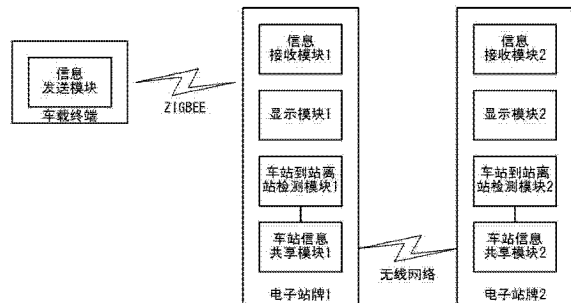 信息
发送模块
车载终端
ZIGBEE
信息
接收模块1
显示模块1
车站到站离
站检测模块1
车站信息
共享模块1
电子站牌1
无线网络
信息
接收模块2
显示模块2
车站到站离
站检测模块2
车站信息
共享模块2
电子站牌2